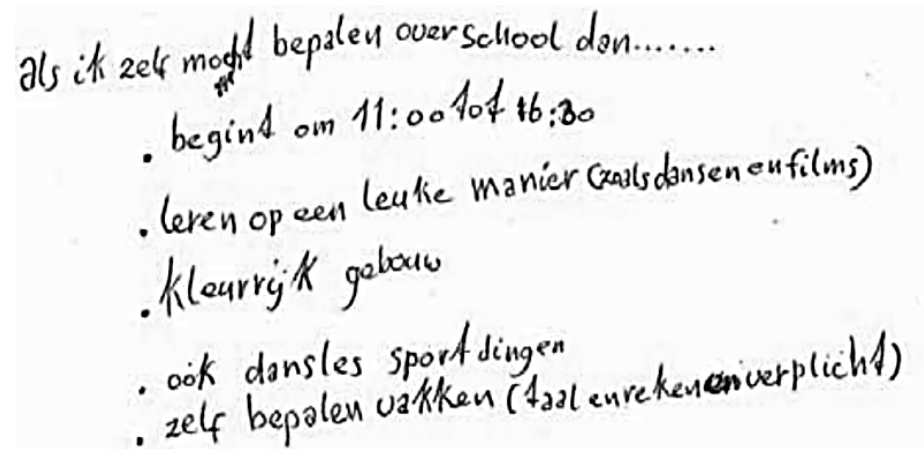 als ik zelf mocht bepalen over school dan.......
. begint om 11:00 tot 16:30
. leren op een leuke manier (zoals dansen en films)
. kleurrijk gebouw
. ook dansles sport dingen
. zelf bepalen vakken (taal en rekenen verplicht)